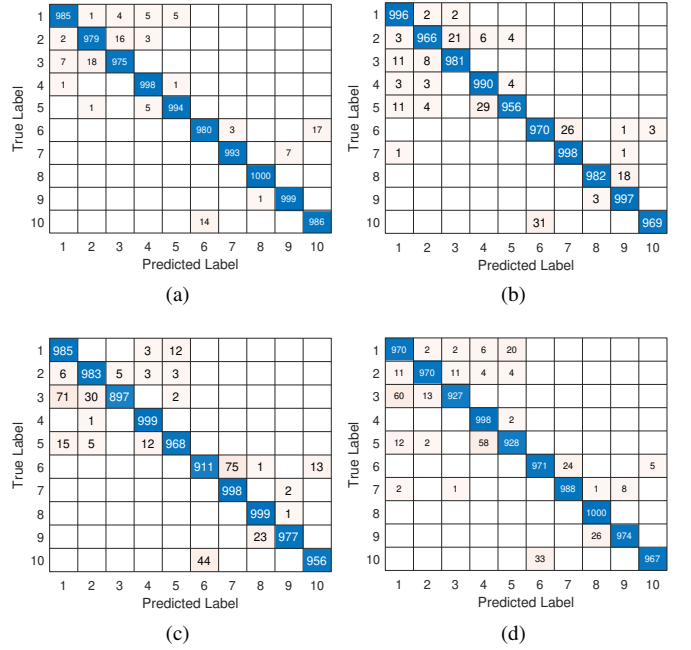 1 985 1 4 5 5
2 2 979 16 3
3 7 18 975
4 1 998 1
5 1 5 994
6 980 3 17
7 993 7
8 1000
9 1 999
10 14 986
1 2 3 4 5 6 7 8 9 10
Predicted Label
True Label
(a)
1 996 2 2
2 3 966 21 6 4
3 11 8 981
4 3 3 990 4
5 11 4 29 956
6 970 26 1 3
7 1 998 1
8 982 18
9 3 997
10 31 969
1 2 3 4 5 6 7 8 9 10
Predicted Label
True Label
(b)
1 985 3 12
2 6 983 5 3 3
3 71 30 897 2
4 1 999
5 15 5 12 968
6 911 75 1 13
7 998 2
8 999 1
9 23 977
10 44 956
1 2 3 4 5 6 7 8 9 10
Predicted Label
True Label
(c)
1 970 2 2 6 20
2 11 970 11 4 4
3 60 13 927
4 998 2
5 12 2 58 928
6 971 24 5
7 2 1 988 1 8
8 1000
9 26 974
10 33 967
1 2 3 4 5 6 7 8 9 10
Predicted Label
True Label
(d)